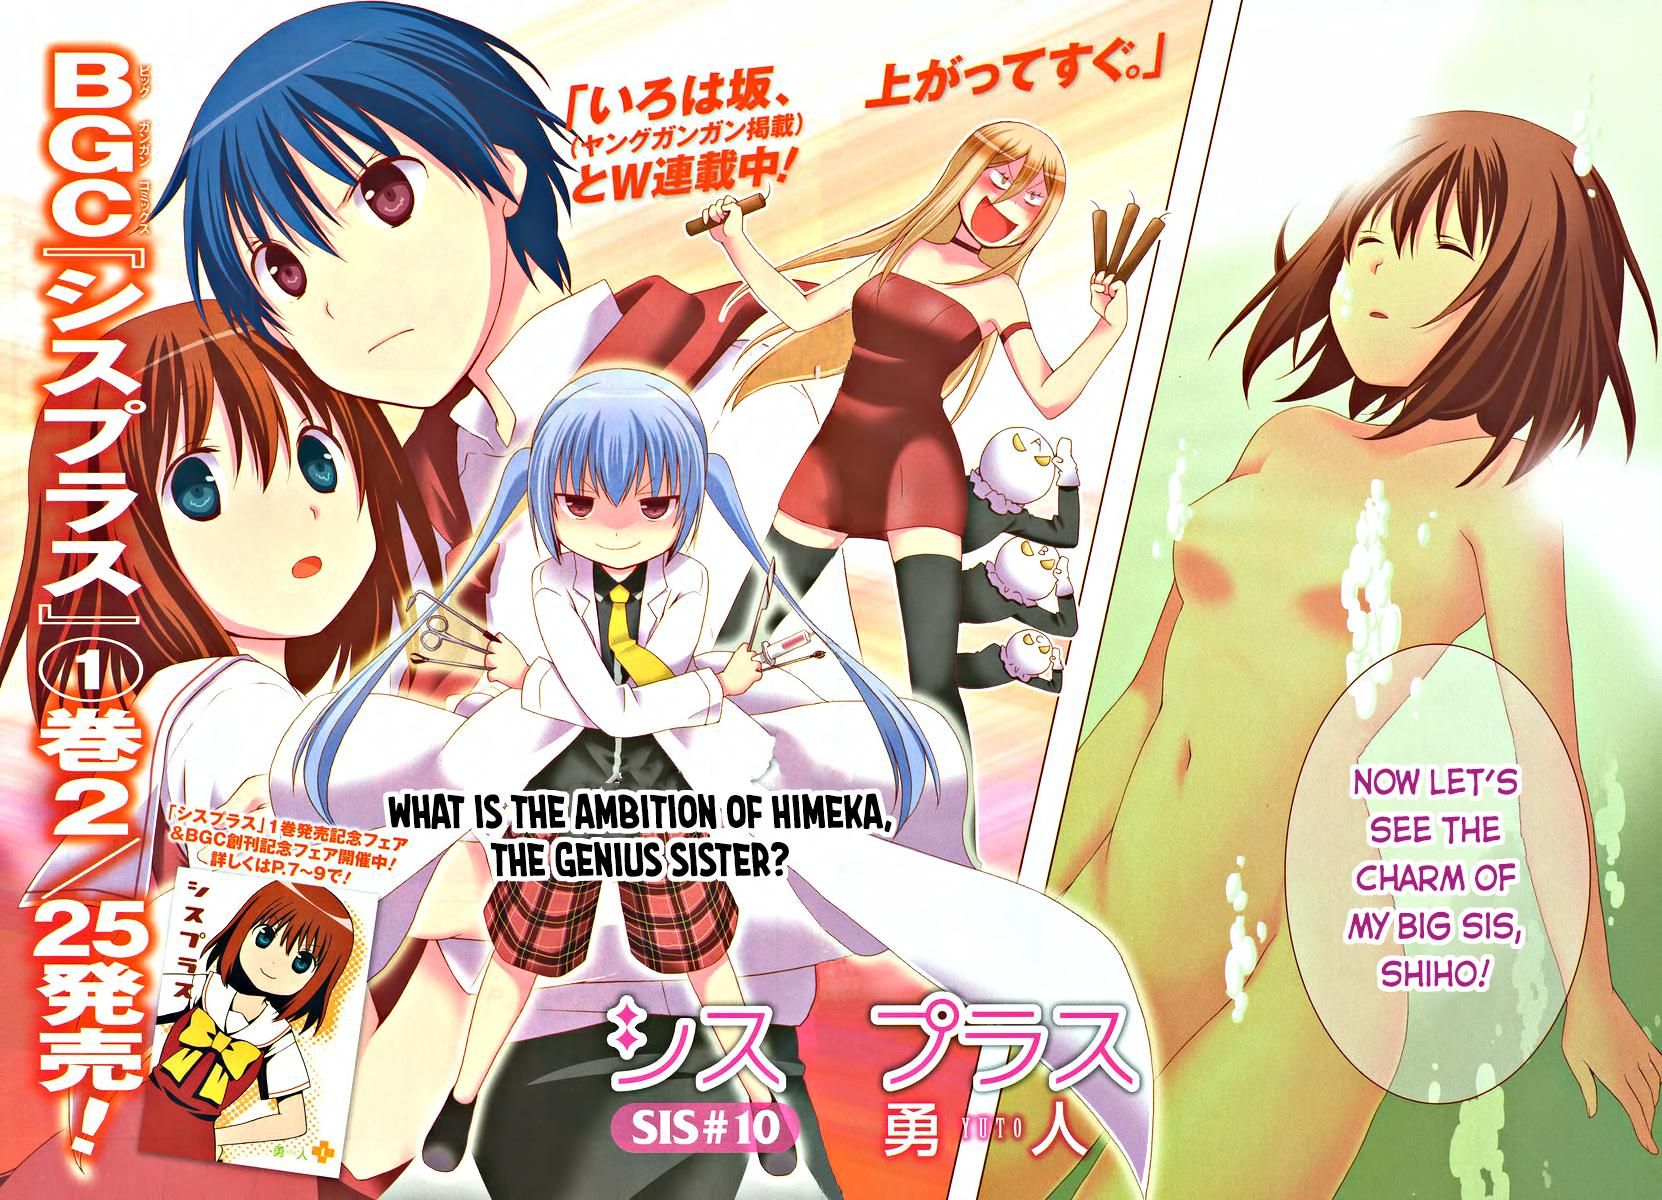 BGC『シスプラス』①巻2/25発売！
ビッグ ガンガン コミックス
「いろは坂、
上がってすぐ。」
(ヤングガンガン掲載)
とW連載中！
WHAT IS THE AMBITION OF HIMEKA,
THE GENIUS SISTER?
「シスプラス」1巻発売記念フェア
&BGC創刊記念フェア開催中！
詳しくはP.7～9で！
シスプラス
勇人
1
シス プラス
SIS#10
勇 YUTO 人
A
B
C
NOW LET'S
SEE THE
CHARM OF
MY BIG SIS,
SHIHO!